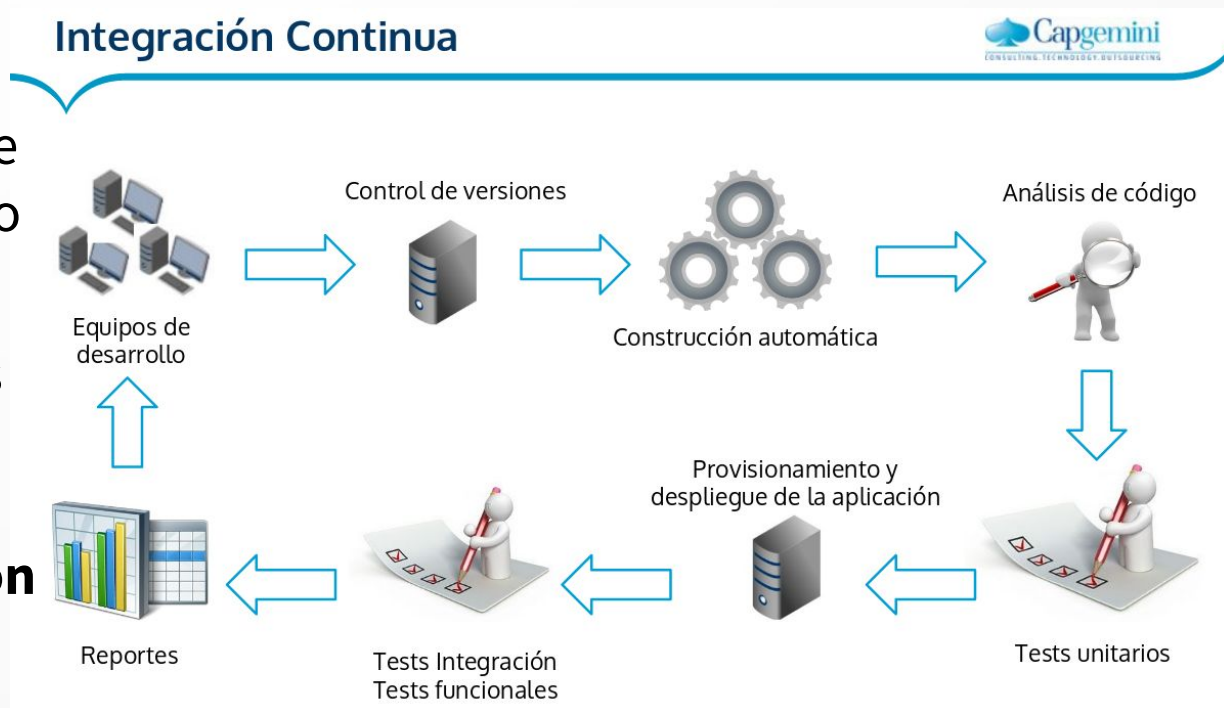 Integración Continua
Capgemini
CONSULTING.TECHNOLOGY.OUTSOURCING
e
o
s
on
Control de versiones
Análisis de código
Equipos de
desarrollo
Construcción automática
Provisionamiento y
despliegue de la aplicación
Reportes
Tests Integración
Tests funcionales
Tests unitarios